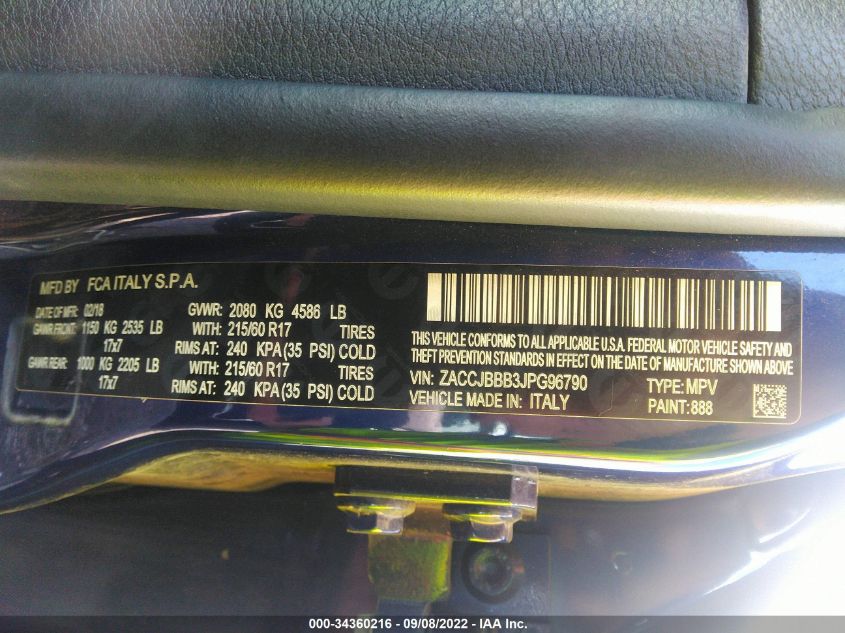 MFD BY FCA ITALY S.P.A.
DATE OF MFR: 02/18 GVWR: 2080 KG 4586 LB
GAWR FRONT: 1150 KG 2535 LB WITH: 215/60 R17 TIRES
17x7 RIMS AT: 240 KPA(35 PSI) COLD
GAWR REAR: 1000 KG 2205 LB WITH: 215/60 R17 TIRES
17x7 RIMS AT: 240 KPA(35 PSI) COLD
THIS VEHICLE CONFORMS TO ALL APPLICABLE U.S.A. FEDERAL MOTOR VEHICLE SAFETY AND
THEFT PROTECTION STANDARDS IN EFFECT ON THE DATE OF MANUFACTURE SHOWN ABOVE
VIN: ZACCJBBB3JPG96790 TYPE: MPV
VEHICLE MADE IN: ITALY PAINT: 888
000-34360216 - 09/08/2022 - IAA Inc.